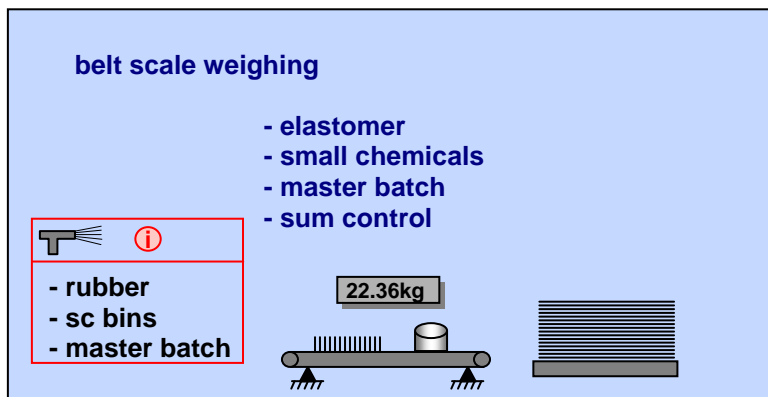 belt scale weighing
- elastomer
- small chemicals
- master batch
- sum control
i
- rubber
- sc bins
- master batch
22.36kg